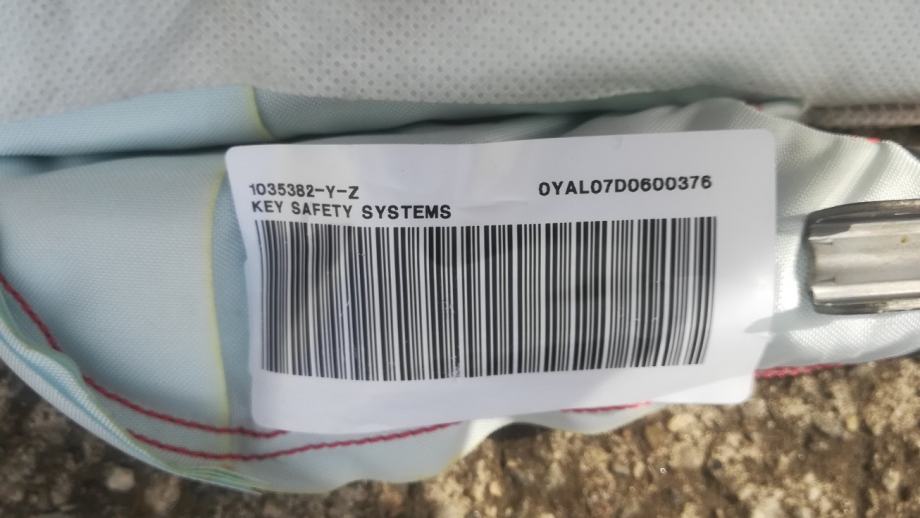 1035382-Y-Z
0YAL07D0600376
KEY SAFETY SYSTEMS